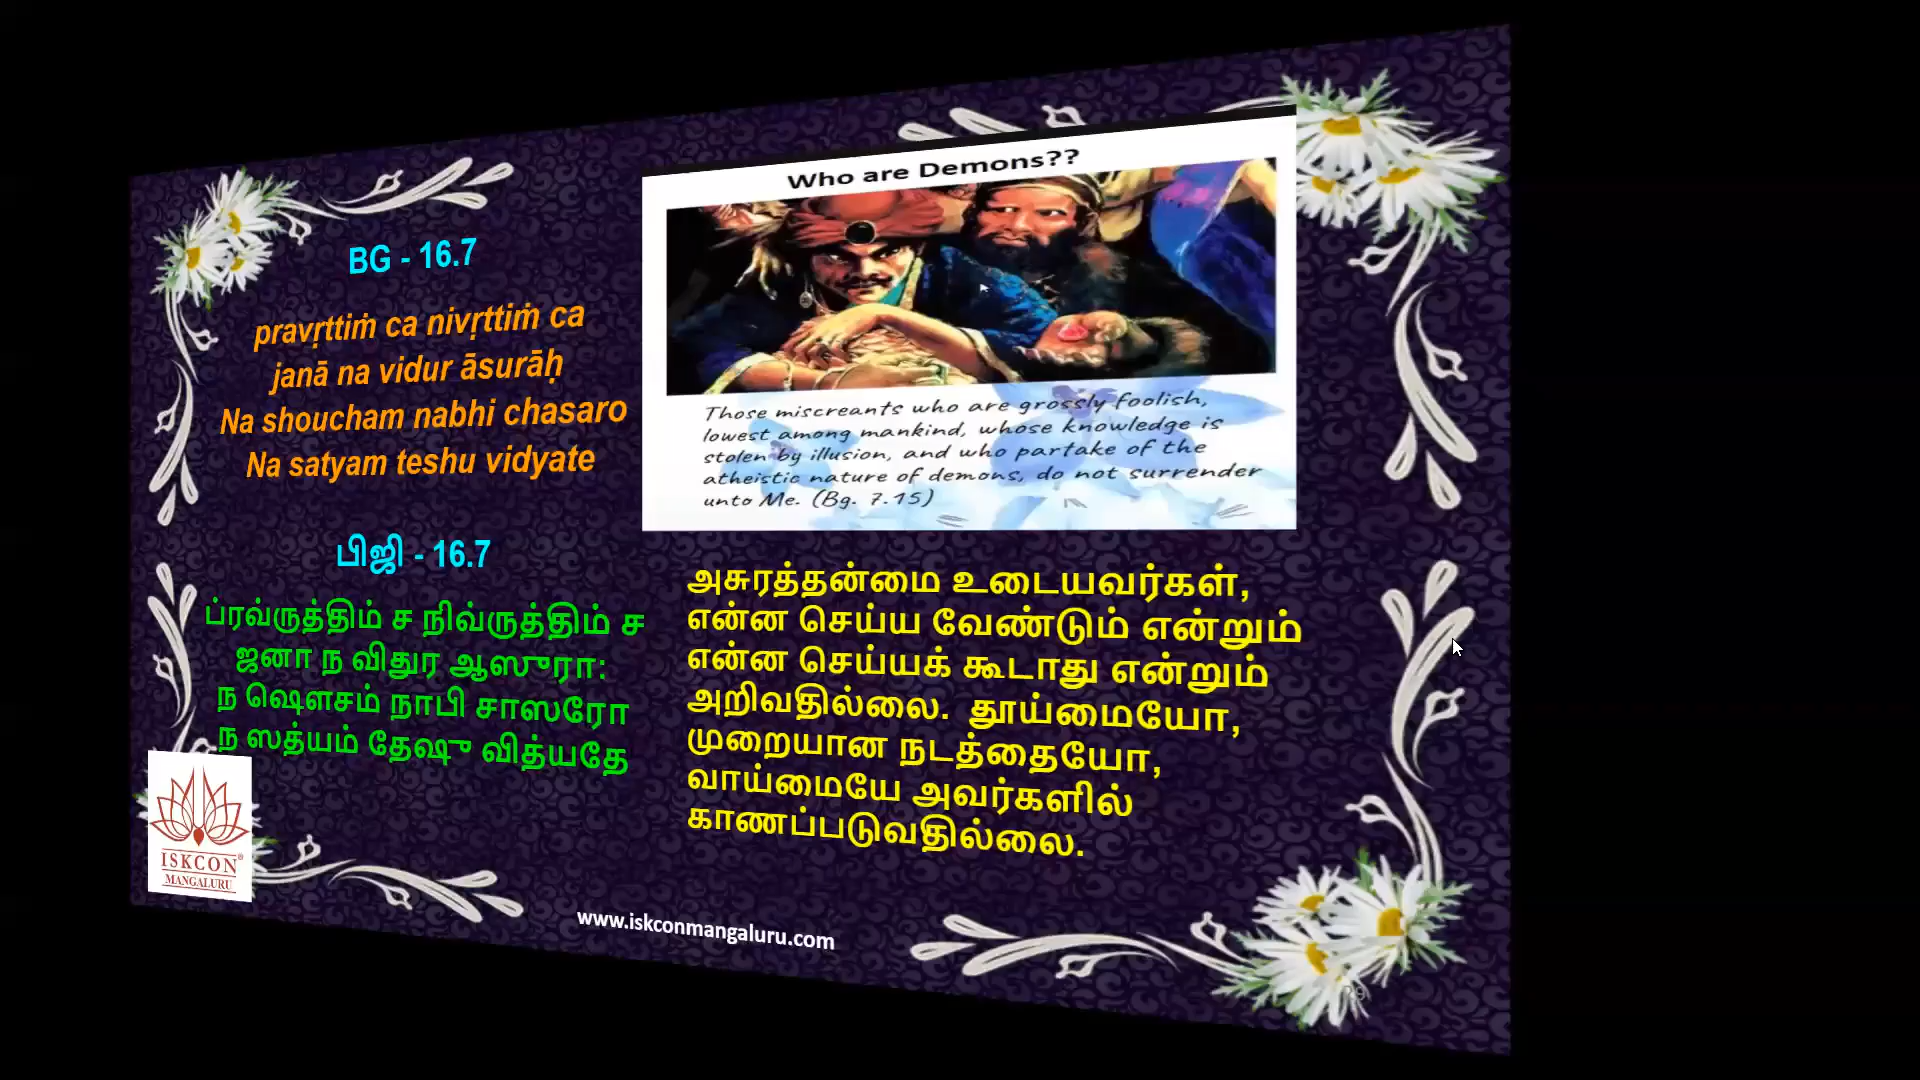 BG - 16.7
pravṛttiṁ ca nivṛttiṁ ca
janā na vidur āsurāḥ
Na shoucham nabhi chasaro
Na satyam teshu vidyate
பிஜி - 16.7
ப்ரவ்ருத்திம் ச நிவ்ருத்திம் ச
ஜனா ந விதுர ஆஸுரா:
ந ஷௌசம் நாபி சாஸரோ
ந ஸத்யம் தேஷு வித்யதே
Who are Demons??
Those miscreants who are grossly foolish,
lowest among mankind, whose knowledge is
stolen by illusion, and who partake of the
atheistic nature of demons, do not surrender
unto Me. (Bg. 7.15)
அசுரத்தன்மை உடையவர்கள்,
என்ன செய்ய வேண்டும் என்றும்
என்ன செய்யக் கூடாது என்றும்
அறிவதில்லை. தூய்மையோ,
முறையான நடத்தையோ,
வாய்மையே அவர்களில்
காணப்படுவதில்லை.
ISKCON®
MANGALURU
www.iskconmangaluru.com